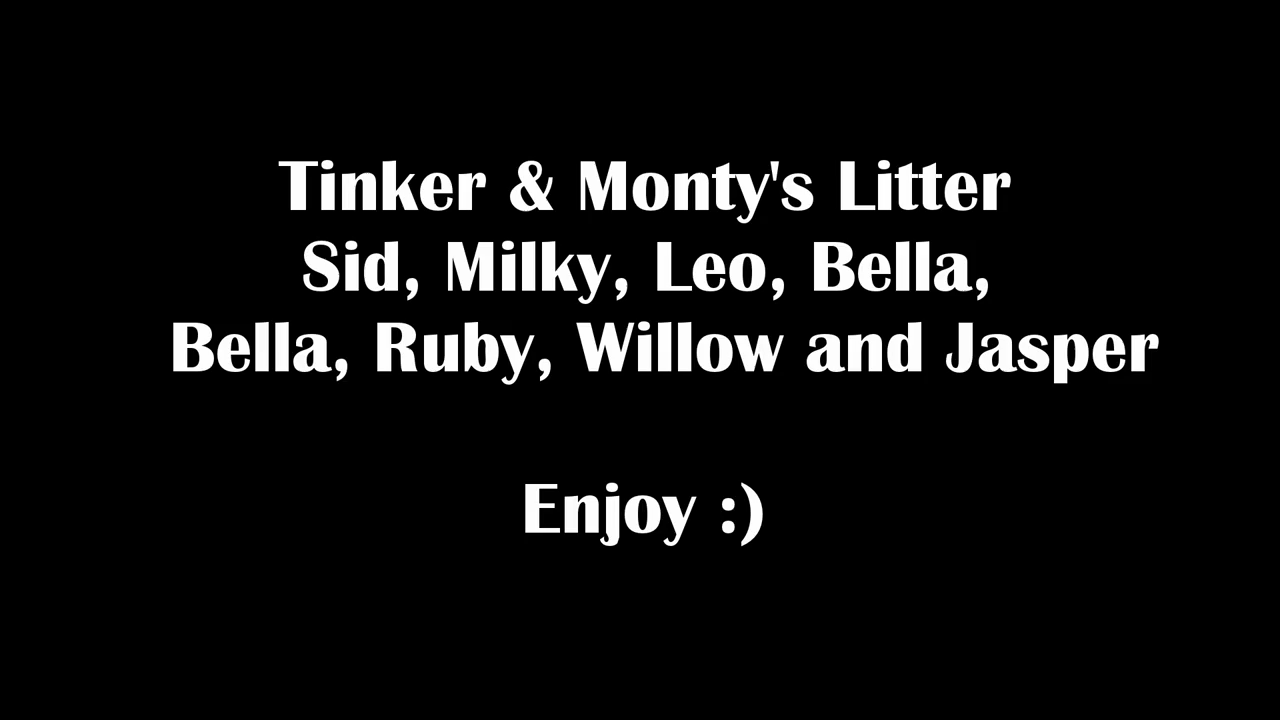 Tinker & Monty's Litter
Sid, Milky, Leo, Bella,
Bella, Ruby, Willow and Jasper
Enjoy :)